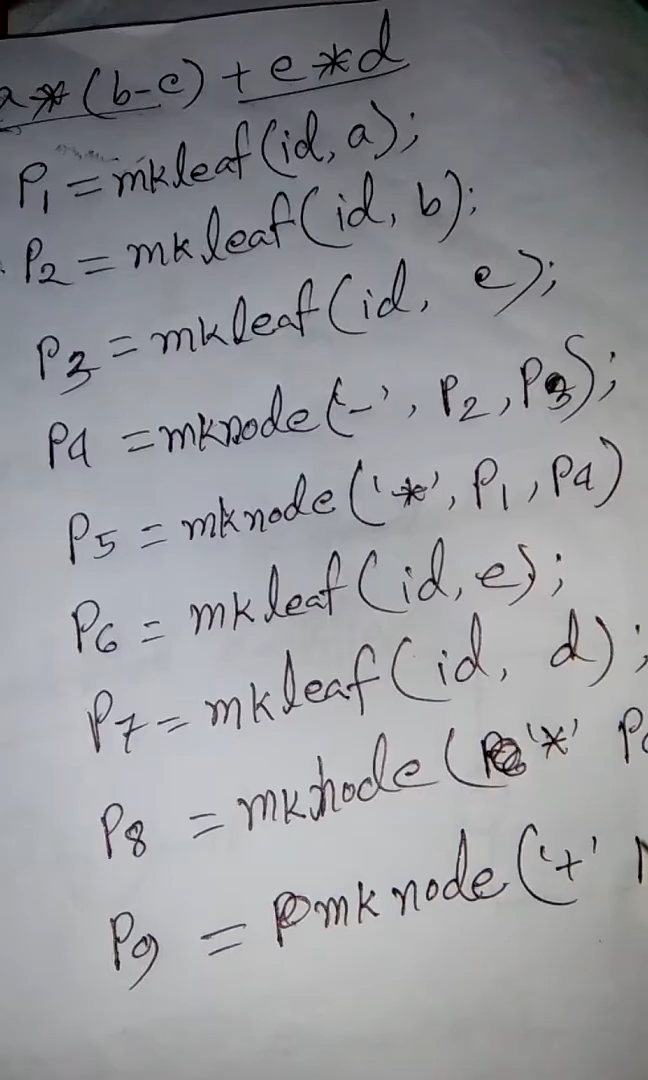 a*(b-c) + e*d
P1 = mkleaf(id, a);
P2 = mkleaf(id, b);
P3 = mkleaf(id, e);
P4 = mknode('-', P2, P3);
P5 = mknode('*', P1, P4)
P6 = mkleaf(id, e);
P7 = mkleaf(id, d);
P8 = mknode('*'
P9 = mknode('+'